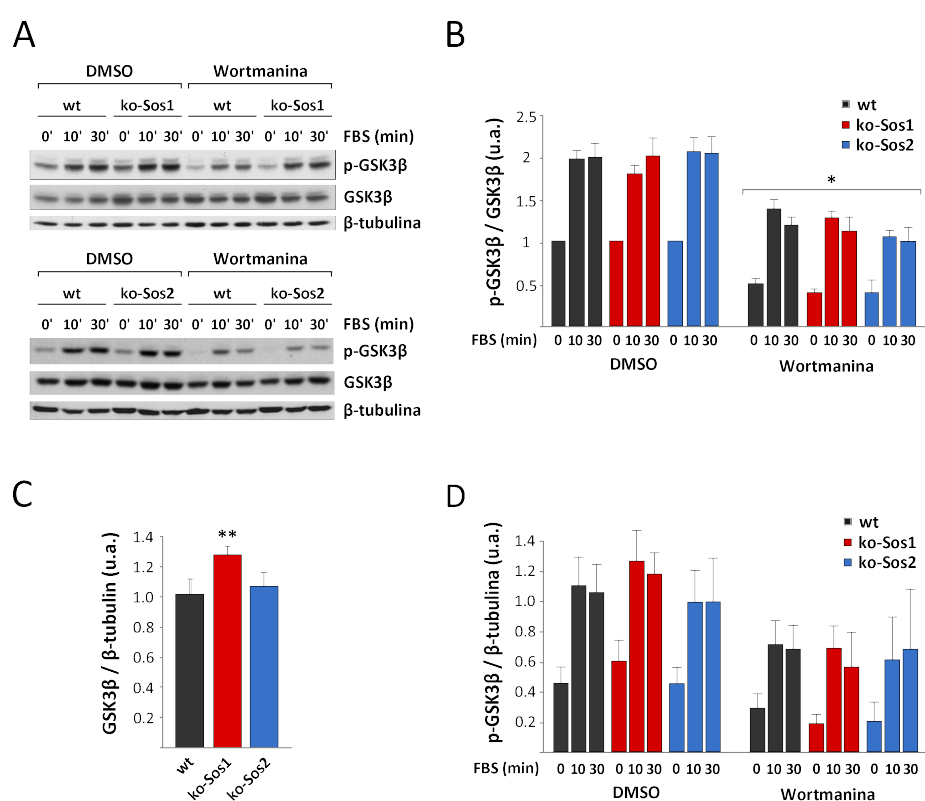 A
DMSO Wortmanina
wt ko-Sos1 wt ko-Sos1
0' 10' 30' 0' 10' 30' 0' 10' 30' 0' 10' 30' FBS (min)
p-GSK3β
GSK3β
β-tubulina
DMSO Wortmanina
wt ko-Sos2 wt ko-Sos2
0' 10' 30' 0' 10' 30' 0' 10' 30' 0' 10' 30' FBS (min)
p-GSK3β
GSK3β
β-tubulina
B
p-GSK3β / GSK3β (u.a.)
2.5
2
1.5
1
0.5
wt
ko-Sos1
ko-Sos2
*
FBS (min) 0 10 30 0 10 30 0 10 30 0 10 30 0 10 30 0 10 30
DMSO Wortmanina
C
GSK3β / β-tubulin (u.a.)
1.4
1.2
1.0
0.8
1.6
1.4
0.2
**
wt ko-Sos1 ko-Sos2
D
p-GSK3β / β-tubulina (u.a.)
1.4
1.2
1.0
0.8
0.6
0.4
0.2
wt
ko-Sos1
ko-Sos2
FBS (min) 0 10 30 0 10 30 0 10 30 0 10 30 0 10 30 0 10 30
DMSO Wortmanina